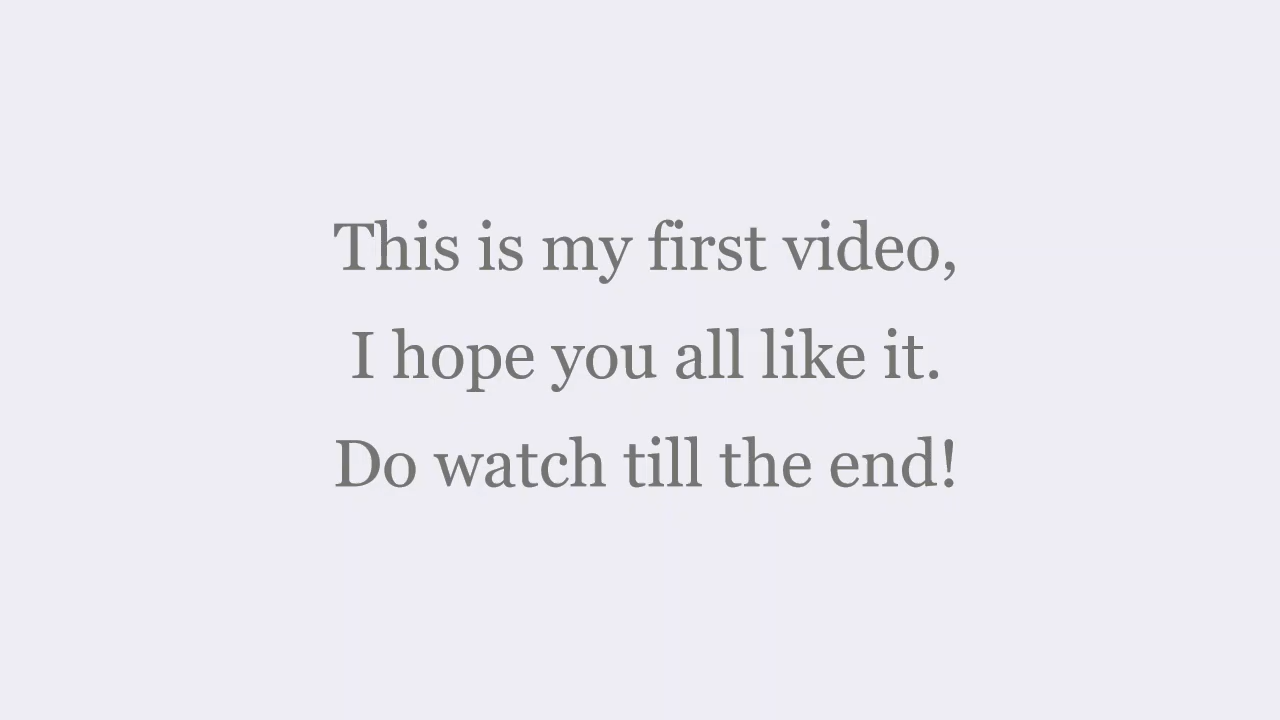 This is my first video,
I hope you all like it.
Do watch till the end!